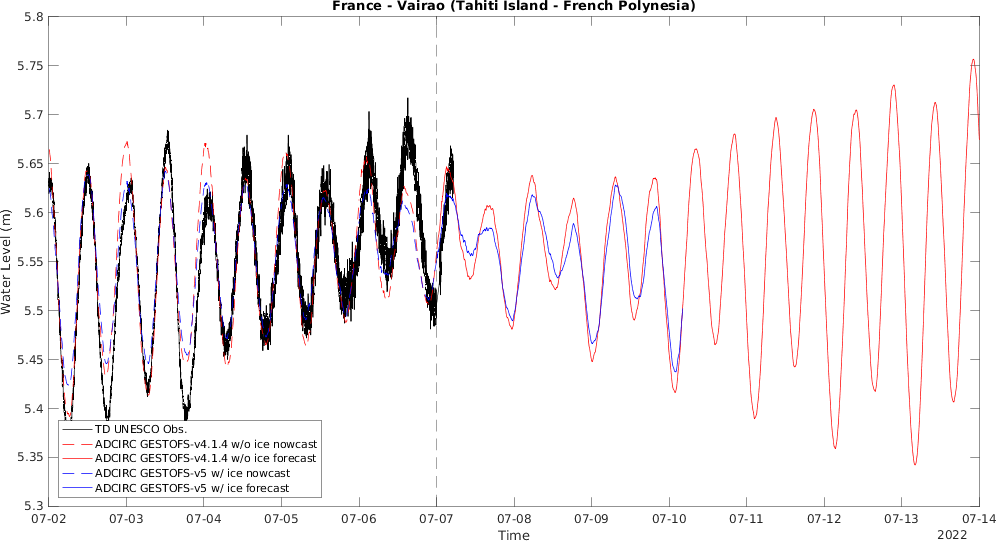 France - Vairao (Tahiti Island - French Polynesia)
5.8
5.75
5.7
5.65
5.6
5.55
5.5
5.45
5.4
5.35
5.3
Water Level (m)
TD UNESCO Obs.
ADCIRC GESTOFS-v4.1.4 w/o ice nowcast
ADCIRC GESTOFS-v4.1.4 w/o ice forecast
ADCIRC GESTOFS-v5 w/ ice nowcast
ADCIRC GESTOFS-v5 w/ ice forecast
07-02 07-03 07-04 07-05 07-06 07-07 07-08 07-09 07-10 07-11 07-12 07-13 07-14
Time
2022